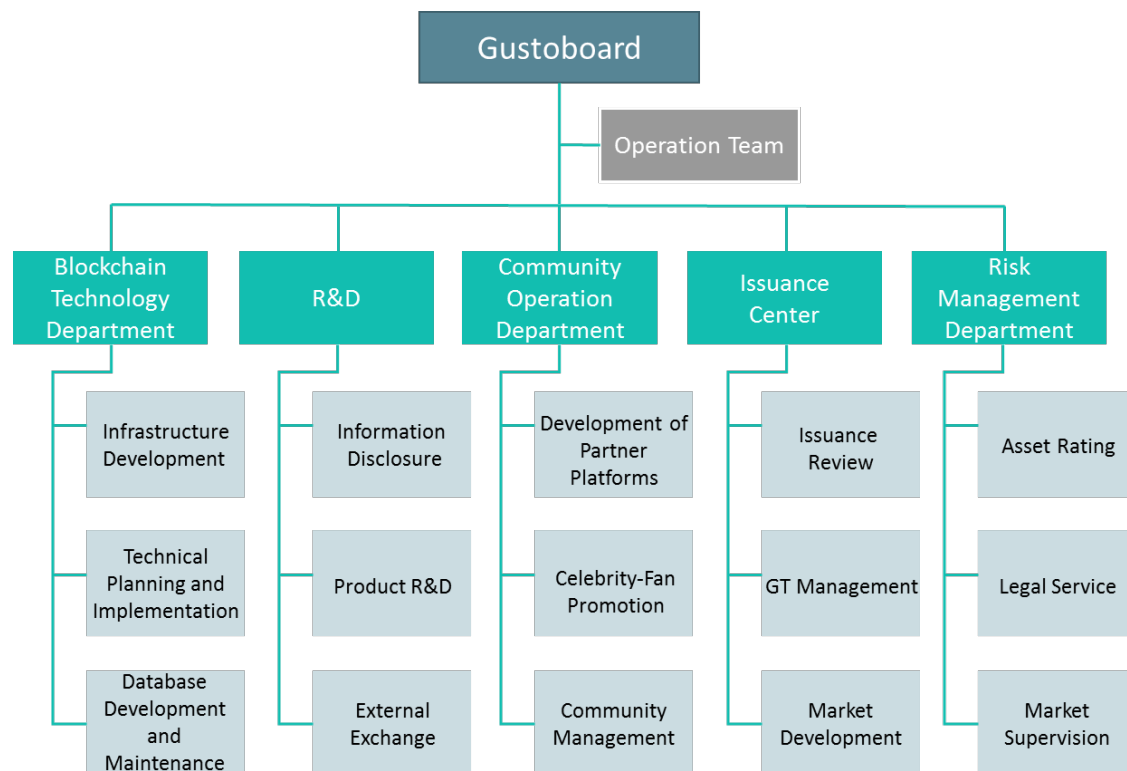 Gustoboard
Operation Team
Blockchain
Technology
Department
R&D
Community
Operation
Department
Issuance
Center
Risk
Management
Department
Infrastructure
Development
Information
Disclosure
Development of
Partner
Platforms
Issuance
Review
Asset Rating
Technical
Planning and
Implementation
Product R&D
Celebrity-Fan
Promotion
GT Management
Legal Service
Database
Development
and
Maintenance
External
Exchange
Community
Management
Market
Development
Market
Supervision